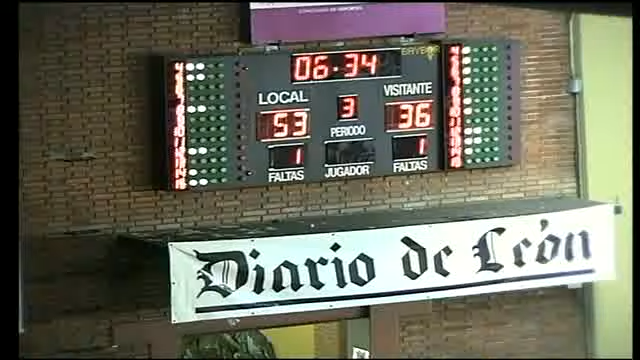 06:34
LOCAL
VISITANTE
53
3
36
PERIODO
1
1
FALTAS
JUGADOR
FALTAS
Diario de León